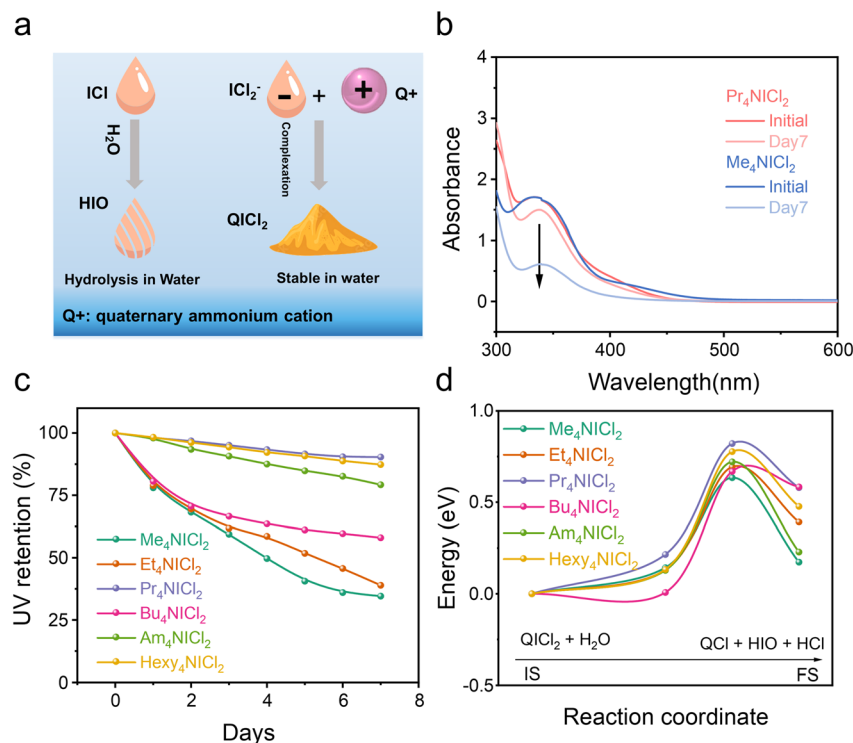 a
ICl
H₂O
HIO
Hydrolysis in Water
ICl₂⁻
-
+
+
Q+
Complexation
QICl₂
Stable in water
Q+: quaternary ammonium cation
b
Absorbance
4
3
2
1
0
Pr₄NICl₂
Initial
Day7
Me₄NICl₂
Initial
Day7
300
400
500
600
Wavelength(nm)
c
UV retention (%)
100
75
50
25
0
Me₄NICl₂
Et₄NICl₂
Pr₄NICl₂
Bu₄NICl₂
Am₄NICl₂
Hexy₄NICl₂
0
2
4
6
8
Days
d
Energy (eV)
1.0
0.5
0.0
-0.5
Me₄NICl₂
Et₄NICl₂
Pr₄NICl₂
Bu₄NICl₂
Am₄NICl₂
Hexy₄NICl₂
QICl₂ + H₂O
QCl + HIO + HCl
IS
FS
Reaction coordinate